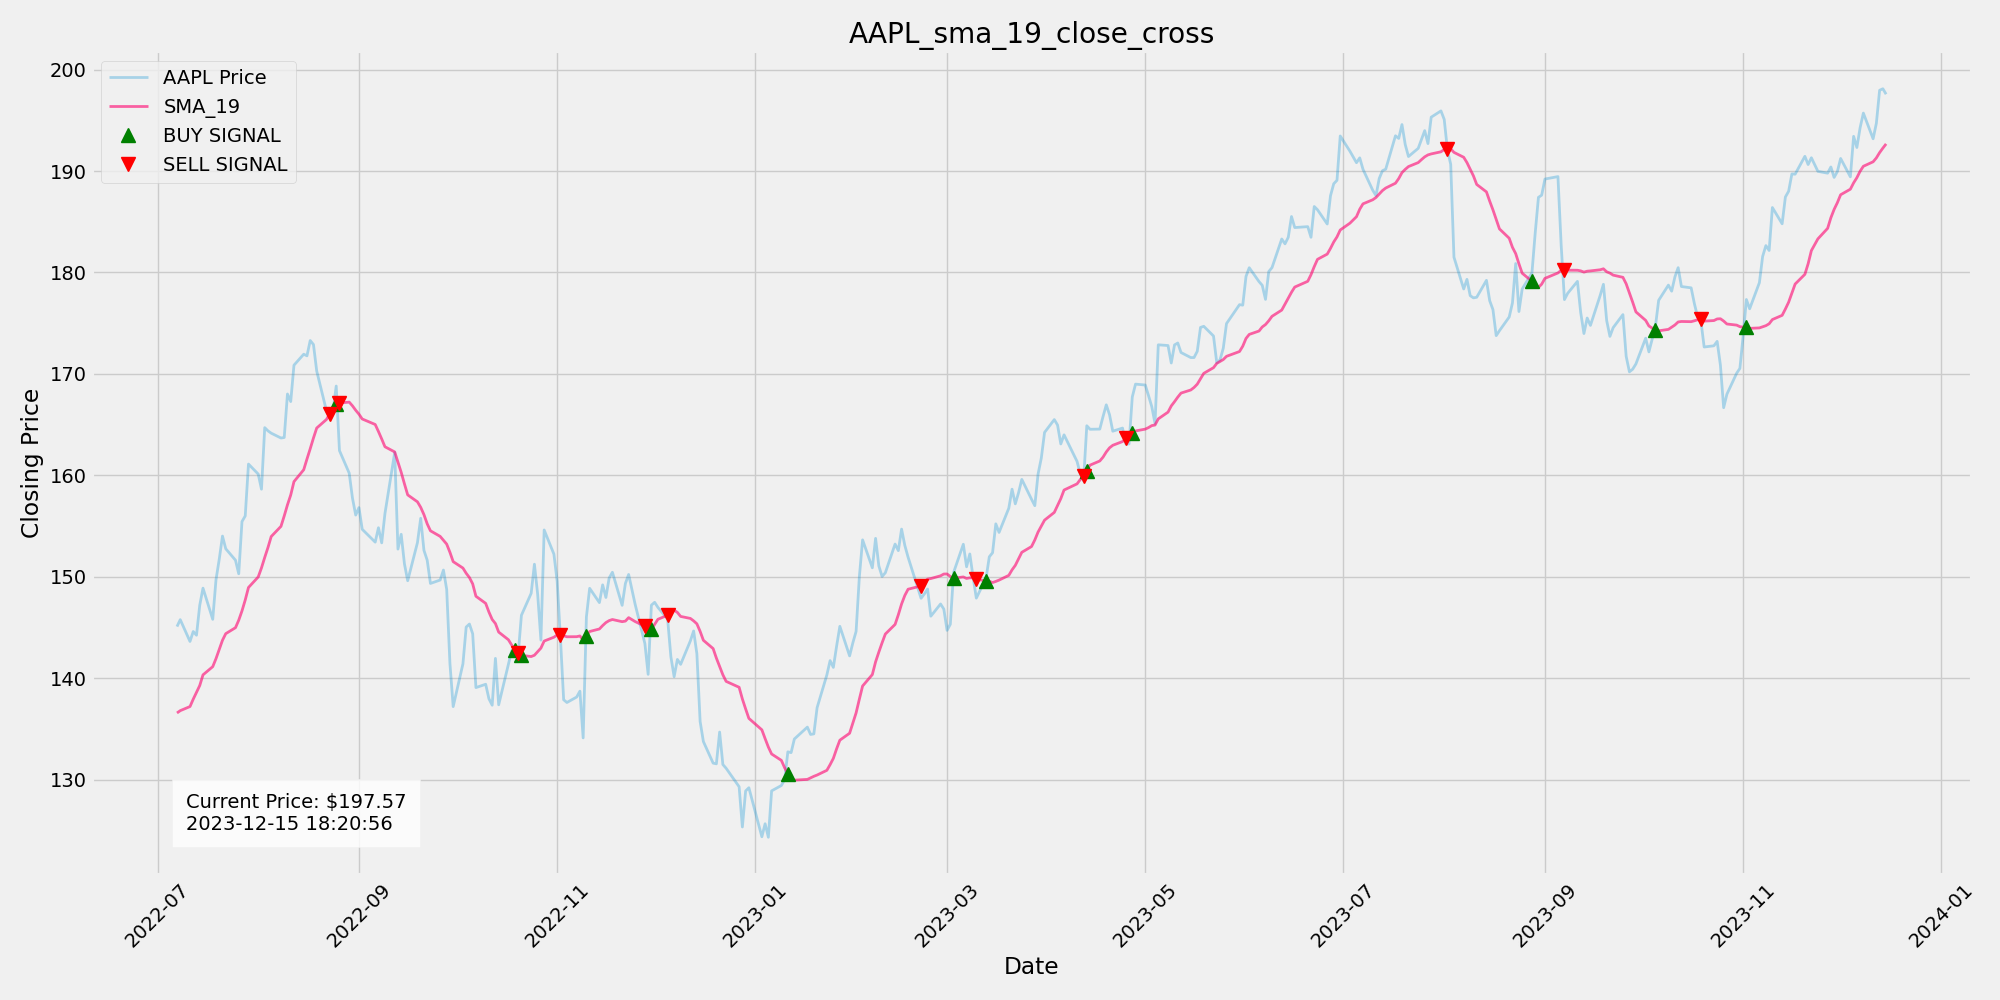 AAPL_sma_19_close_cross
AAPL Price
SMA_19
BUY SIGNAL
SELL SIGNAL
200
190
180
170
160
150
140
130
Closing Price
Current Price: $197.57
2023-12-15 18:20:56
2022-07
2022-09
2022-11
2023-01
2023-03
2023-05
2023-07
2023-09
2023-11
2024-01
Date